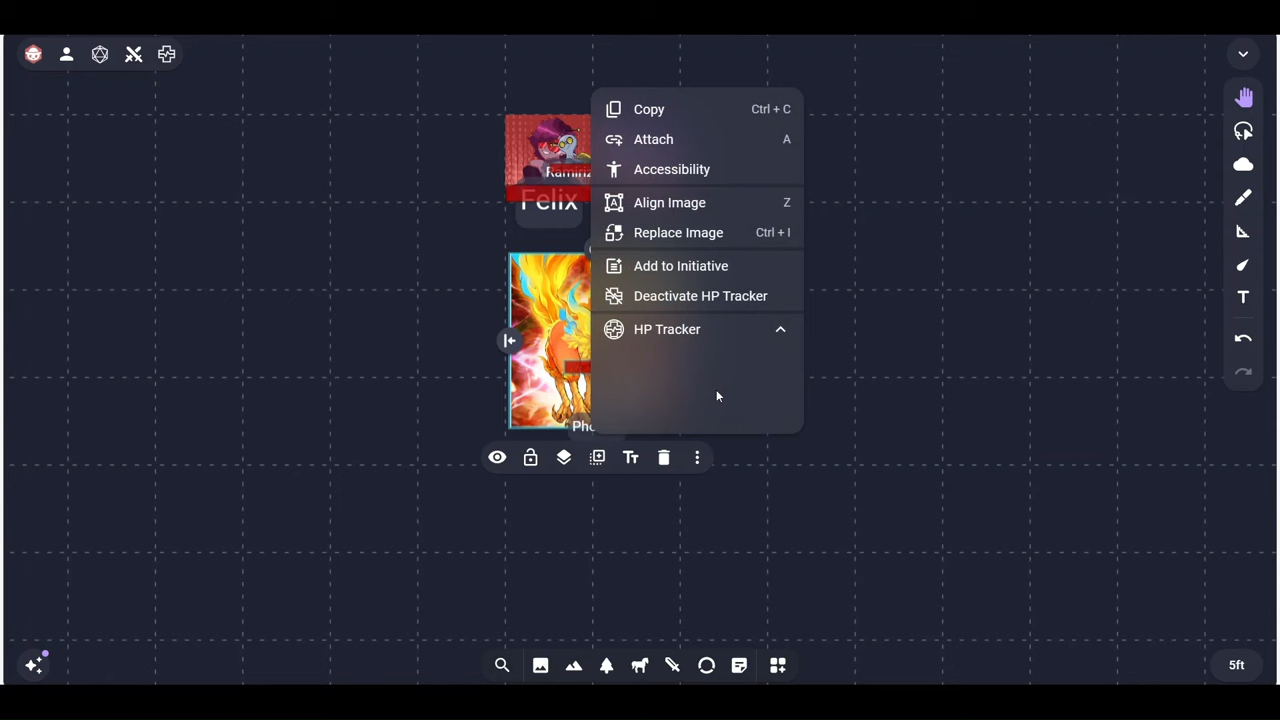 Copy Ctrl + C
Attach A
Accessibility
Align Image Z
Replace Image Ctrl + I
Add to Initiative
Deactivate HP Tracker
HP Tracker
Felix
T
Tт
5ft